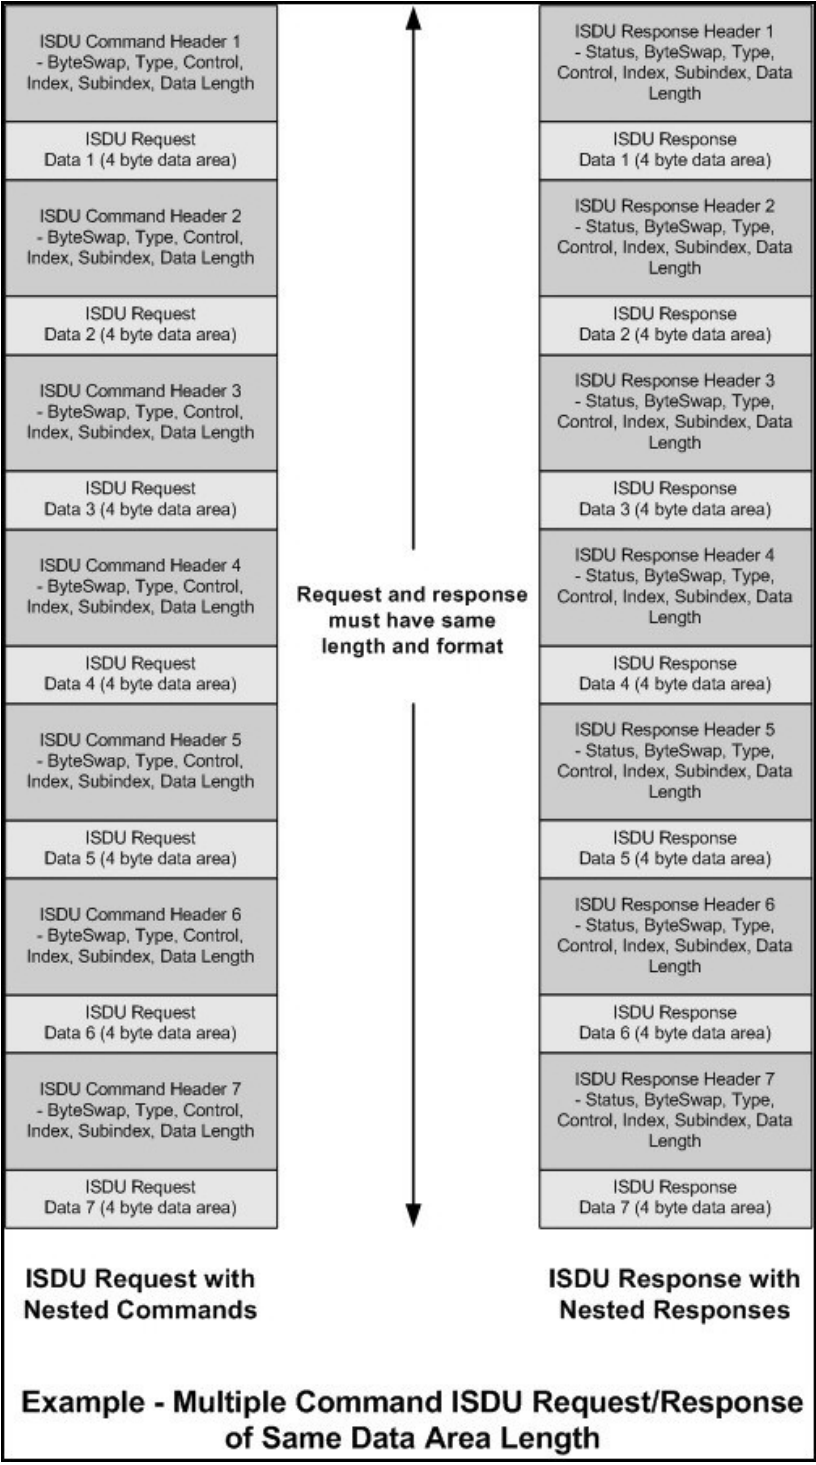 ISDU Command Header 1
- ByteSwap, Type, Control,
Index, Subindex, Data Length
ISDU Request
Data 1 (4 byte data area)
ISDU Command Header 2
- ByteSwap, Type, Control,
Index, Subindex, Data Length
ISDU Request
Data 2 (4 byte data area)
ISDU Command Header 3
- ByteSwap, Type, Control,
Index, Subindex, Data Length
ISDU Request
Data 3 (4 byte data area)
ISDU Command Header 4
- ByteSwap, Type, Control,
Index, Subindex, Data Length
ISDU Request
Data 4 (4 byte data area)
ISDU Command Header 5
- ByteSwap, Type, Control,
Index, Subindex, Data Length
ISDU Request
Data 5 (4 byte data area)
ISDU Command Header 6
- ByteSwap, Type, Control,
Index, Subindex, Data Length
ISDU Request
Data 6 (4 byte data area)
ISDU Command Header 7
- ByteSwap, Type, Control,
Index, Subindex, Data Length
ISDU Request
Data 7 (4 byte data area)
ISDU Request with
Nested Commands
Request and response
must have same
length and format
ISDU Response Header 1
- Status, ByteSwap, Type,
Control, Index, Subindex, Data
Length
ISDU Response
Data 1 (4 byte data area)
ISDU Response Header 2
- Status, ByteSwap, Type,
Control, Index, Subindex, Data
Length
ISDU Response
Data 2 (4 byte data area)
ISDU Response Header 3
- Status, ByteSwap, Type,
Control, Index, Subindex, Data
Length
ISDU Response
Data 3 (4 byte data area)
ISDU Response Header 4
- Status, ByteSwap, Type,
Control, Index, Subindex, Data
Length
ISDU Response
Data 4 (4 byte data area)
ISDU Response Header 5
- Status, ByteSwap, Type,
Control, Index, Subindex, Data
Length
ISDU Response
Data 5 (4 byte data area)
ISDU Response Header 6
- Status, ByteSwap, Type,
Control, Index, Subindex, Data
Length
ISDU Response
Data 6 (4 byte data area)
ISDU Response Header 7
- Status, ByteSwap, Type,
Control, Index, Subindex, Data
Length
ISDU Response
Data 7 (4 byte data area)
ISDU Response with
Nested Responses
Example - Multiple Command ISDU Request/Response
of Same Data Area Length